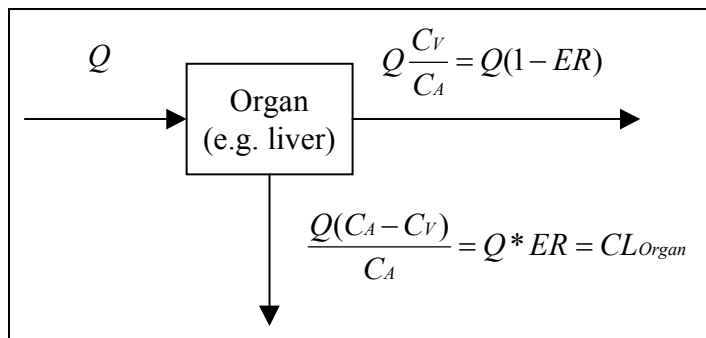 Q
Q C_V / C_A = Q(1 − ER)
Organ
(e.g. liver)
Q(C_A − C_V) / C_A = Q * ER = CL_Organ